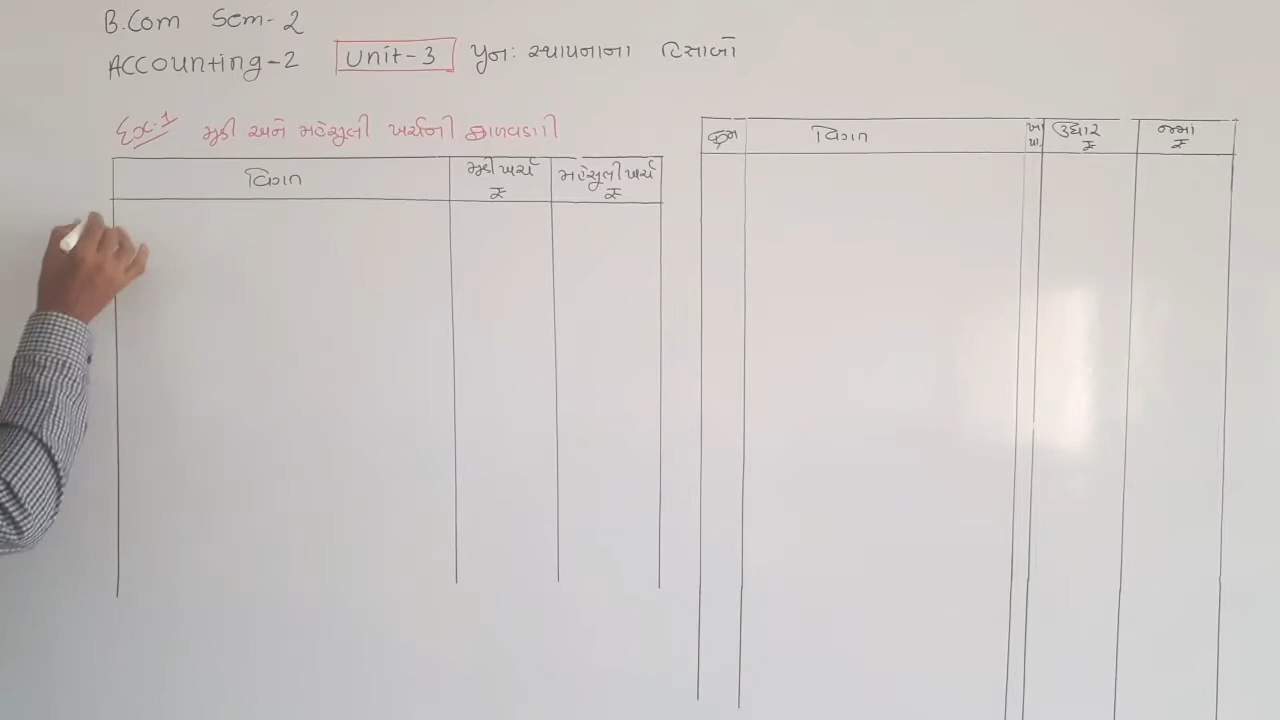 B.Com Sem-2
Accounting-2 Unit-3 પુન: સ્થાપનાના હિસાબો
Ex-1 મૂડી અને મહેસુલી ખર્ચની ફાળવણી
વિગત મૂડી ખર્ચ ₹ મહેસુલી ખર્ચ ₹
ક્રમ વિગત ખા પા. ઉધાર ₹ જમા ₹